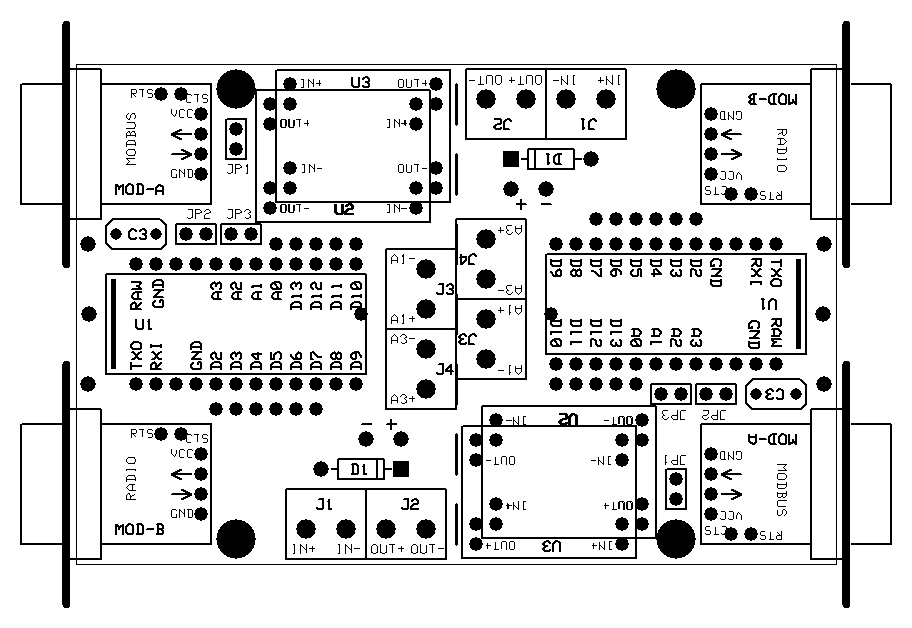 RTS CTS
VCC
GND
MODBUS
MOD-A
JP1
IN+ U3 OUT+
OUT+ IN+
IN- OUT-
OUT- U2 IN-
OUT- OUT+ IN- IN+
J2 J1
D1
+ -
MOD-B
GND
RADIO
VCC
CTS RTS
JP2 JP3
C3
RAW GND A3 A2 A1 A0 D13 D12 D11 D10
U1
TXO RXI GND D2 D3 D4 D5 D6 D7 D8 D9
A1- J3 A1+
A3- J4 A3+
A3+ J4 A3-
A1+ J3 A1-
D9 D8 D7 D6 D5 D4 D3 D2 GND RXI TXO
U1
D10 D11 D12 D13 A0 A1 A2 A3 GND RAW
C3
JP3 JP2
RTS CTS
VCC
RADIO
GND
MOD-B
- +
D1
J1 J2
IN+ IN- OUT+ OUT-
IN- U2 OUT-
OUT- IN-
IN+ OUT+
OUT+ U3 IN+
JP1
MOD-A
GND
MODBUS
VCC
CTS RTS